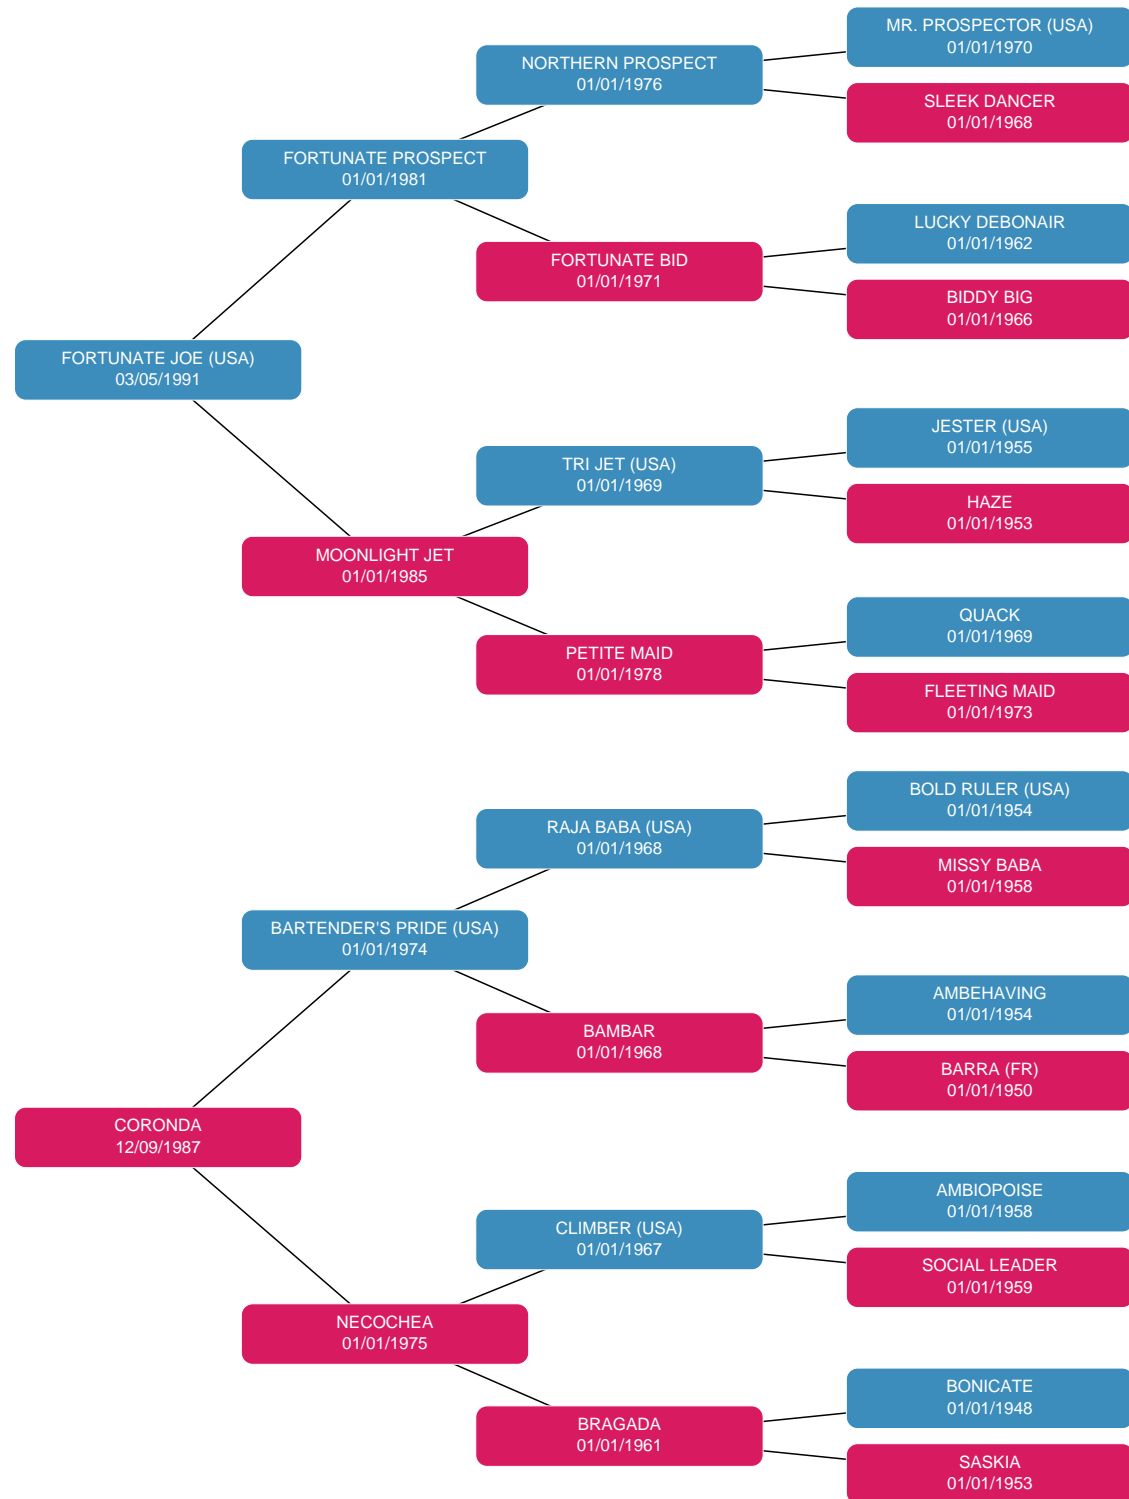 MR. PROSPECTOR (USA)
01/01/1970
NORTHERN PROSPECT
01/01/1976
SLEEK DANCER
01/01/1968
FORTUNATE PROSPECT
01/01/1981
LUCKY DEBONAIR
01/01/1962
FORTUNATE BID
01/01/1971
BIDDY BIG
01/01/1966
FORTUNATE JOE (USA)
03/05/1991
JESTER (USA)
01/01/1955
TRI JET (USA)
01/01/1969
HAZE
01/01/1953
MOONLIGHT JET
01/01/1985
QUACK
01/01/1969
PETITE MAID
01/01/1978
FLEETING MAID
01/01/1973
BOLD RULER (USA)
01/01/1954
RAJA BABA (USA)
01/01/1968
MISSY BABA
01/01/1958
BARTENDER'S PRIDE (USA)
01/01/1974
AMBEHAVING
01/01/1954
BAMBAR
01/01/1968
BARRA (FR)
01/01/1950
CORONDA
12/09/1987
AMBIOPOISE
01/01/1958
CLIMBER (USA)
01/01/1967
SOCIAL LEADER
01/01/1959
NECOCHEA
01/01/1975
BONICATE
01/01/1948
BRAGADA
01/01/1961
SASKIA
01/01/1953